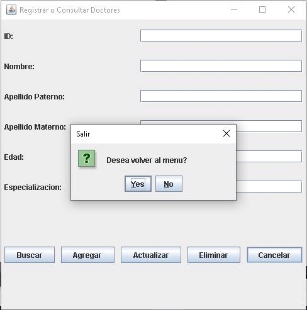 Registrar o Consultar Doctores
ID:
Nombre:
Apellido Paterno:
Apellido Materno:
Salir
Desea volver al menu?
Yes No
Edad:
Especializacion:
Buscar Agregar Actualizar Eliminar Cancelar